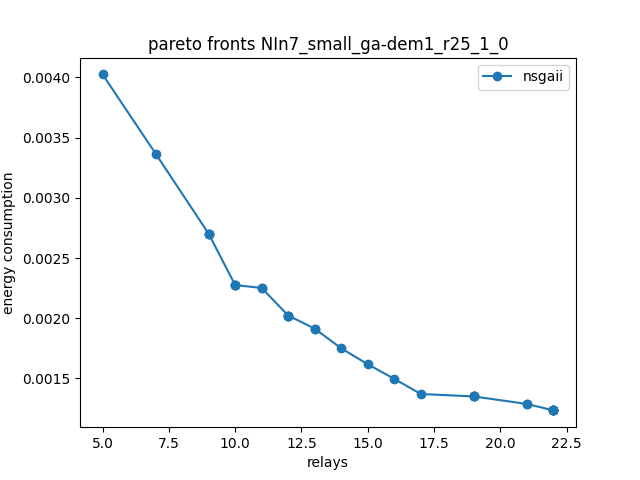 pareto fronts NIn7_small_ga-dem1_r25_1_0
nsgaii
energy consumption
0.0040
0.0035
0.0030
0.0025
0.0020
0.0015
5.0 7.5 10.0 12.5 15.0 17.5 20.0 22.5
relays